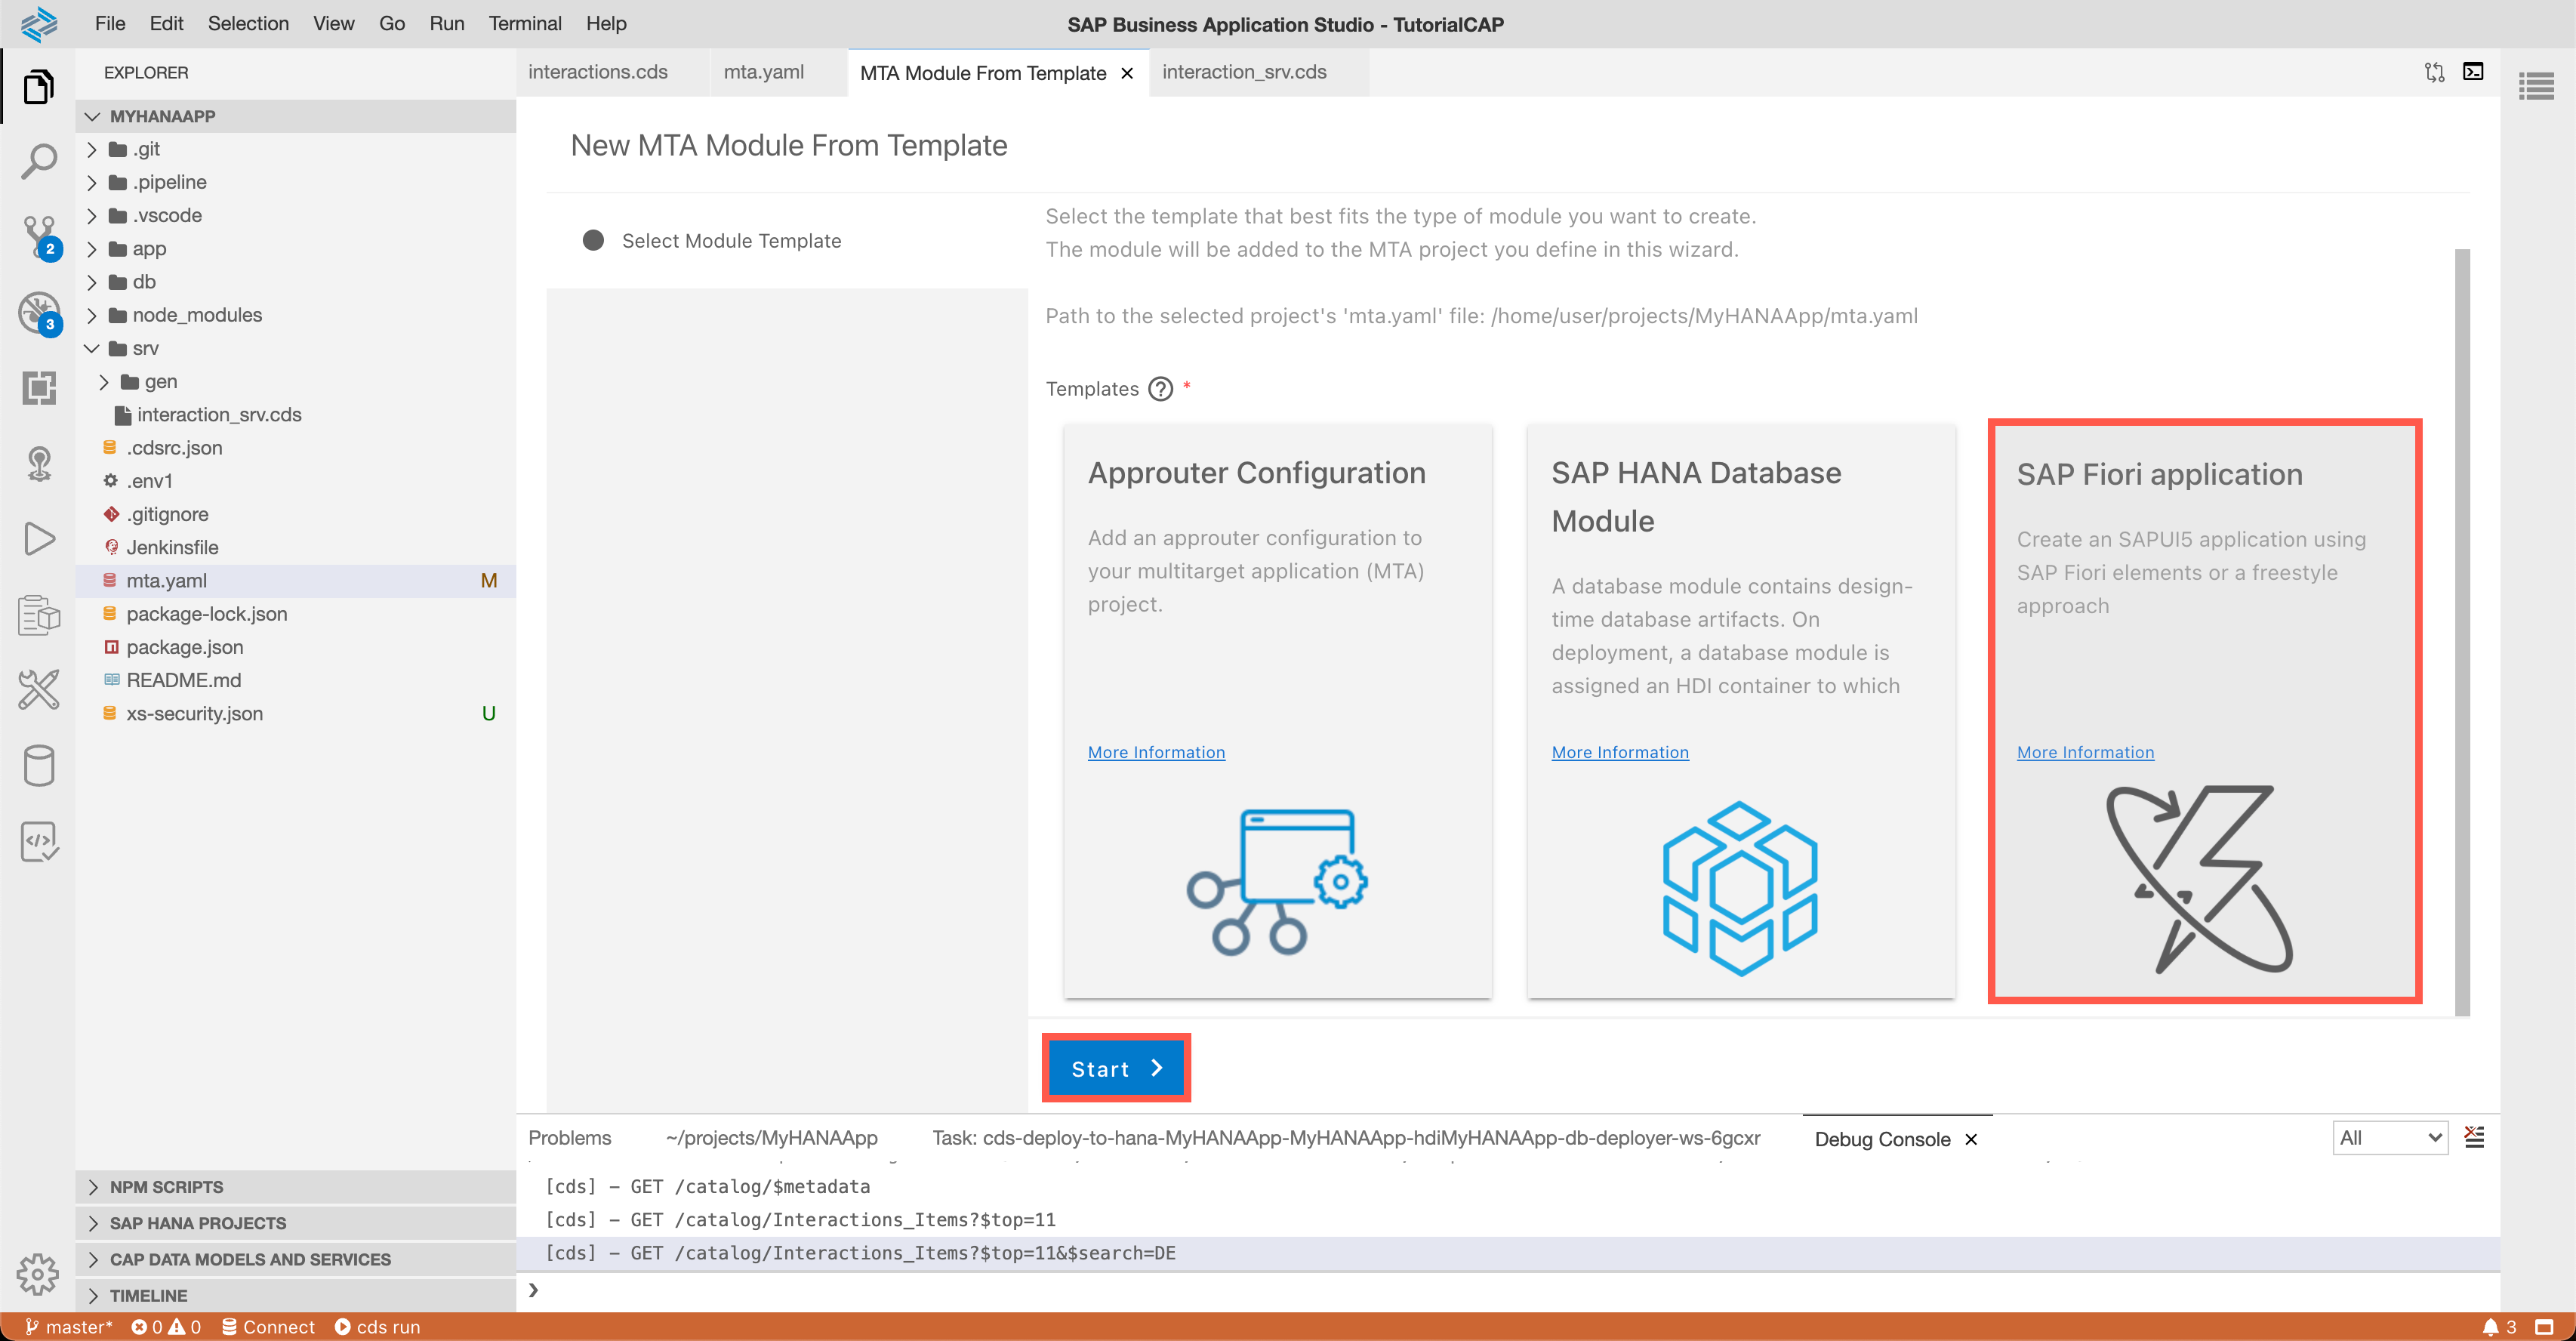 File Edit Selection View Go Run Terminal Help
SAP Business Application Studio - TutorialCAP
EXPLORER
MYHANAAPP
.git
.pipeline
.vscode
app
db
node_modules
srv
gen
interaction_srv.cds
.cdsrc.json
.env1
.gitignore
Jenkinsfile
mta.yaml M
package-lock.json
package.json
README.md
xs-security.json U
NPM SCRIPTS
SAP HANA PROJECTS
CAP DATA MODELS AND SERVICES
TIMELINE
2
3
interactions.cds mta.yaml MTA Module From Template interaction_srv.cds
New MTA Module From Template
Select Module Template
Select the template that best fits the type of module you want to create.
The module will be added to the MTA project you define in this wizard.
Path to the selected project's 'mta.yaml' file: /home/user/projects/MyHANAApp/mta.yaml
Templates ? *
Approuter Configuration
Add an approuter configuration to
your multitarget application (MTA)
project.
More Information
SAP HANA Database
Module
A database module contains design-
time database artifacts. On
deployment, a database module is
assigned an HDI container to which
More Information
SAP Fiori application
Create an SAPUI5 application using
SAP Fiori elements or a freestyle
approach
More Information
Start
Problems ~/projects/MyHANAApp Task: cds-deploy-to-hana-MyHANAApp-MyHANAApp-hdiMyHANAApp-db-deployer-ws-6gcxr Debug Console All
[cds] - GET /catalog/$metadata
[cds] - GET /catalog/Interactions_Items?$top=11
[cds] - GET /catalog/Interactions_Items?$top=11&$search=DE
master* 0 0 Connect cds run 3